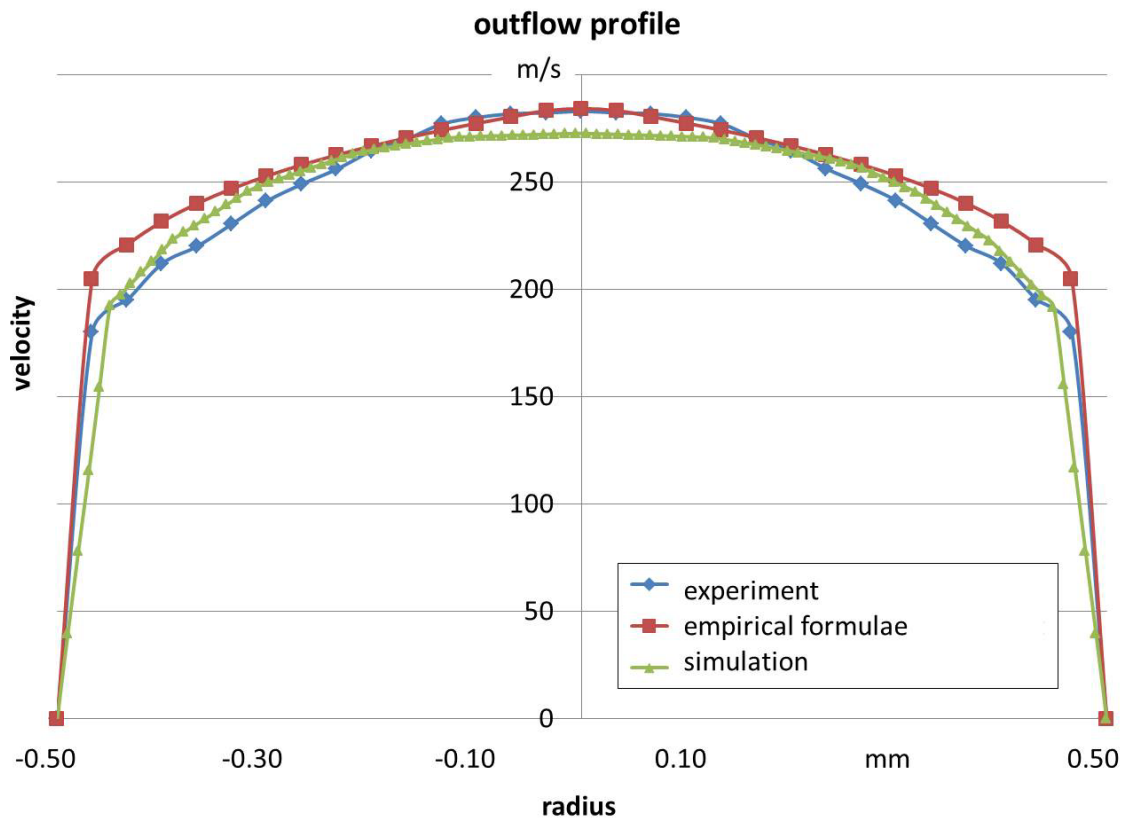 outflow profile
m/s
250
200
150
100
50
0
velocity
experiment
empirical formulae
simulation
-0.50 -0.30 -0.10 0.10 mm 0.50
radius